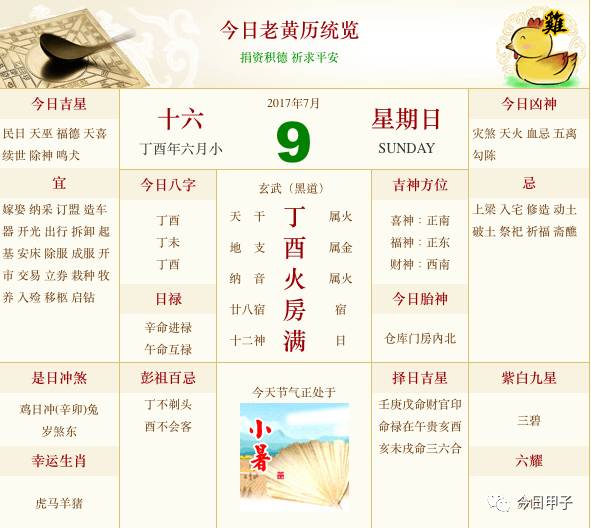 今日老黄历统览
捐资积德 祈求平安
雞
今日吉星
民日 天巫 福德 天喜
续世 除神 鸣犬
十六
丁酉年六月小
2017年7月
9
星期日
SUNDAY
今日凶神
灾煞 天火 血忌 五离
勾陈
宜
嫁娶 纳采 订盟 造车
器 开光 出行 拆卸 起
基 安床 除服 成服 开
市 交易 立券 栽种 牧
养 入殓 移柩 启钻
今日八字
丁酉
丁未
丁酉
日禄
辛命进禄
午命互禄
玄武（黑道）
天 干 丁 属火
地 支 酉 属金
纳 音 火 属火
廿八宿 房 宿
十二神 满 日
吉神方位
喜神：正南
福神：正东
财神：西南
今日胎神
仓库门房内北
忌
上梁 入宅 修造 动土
破土 祭祀 祈福 斋醮
是日冲煞
鸡日冲(辛卯)兔
岁煞东
幸运生肖
虎马羊猪
彭祖百忌
丁不剃头
酉不会客
今天节气正处于
小暑
择日吉星
壬庚戌命财官印
命禄在午贵亥酉
亥未戌命三六合
紫白九星
三碧
六耀
今日甲子